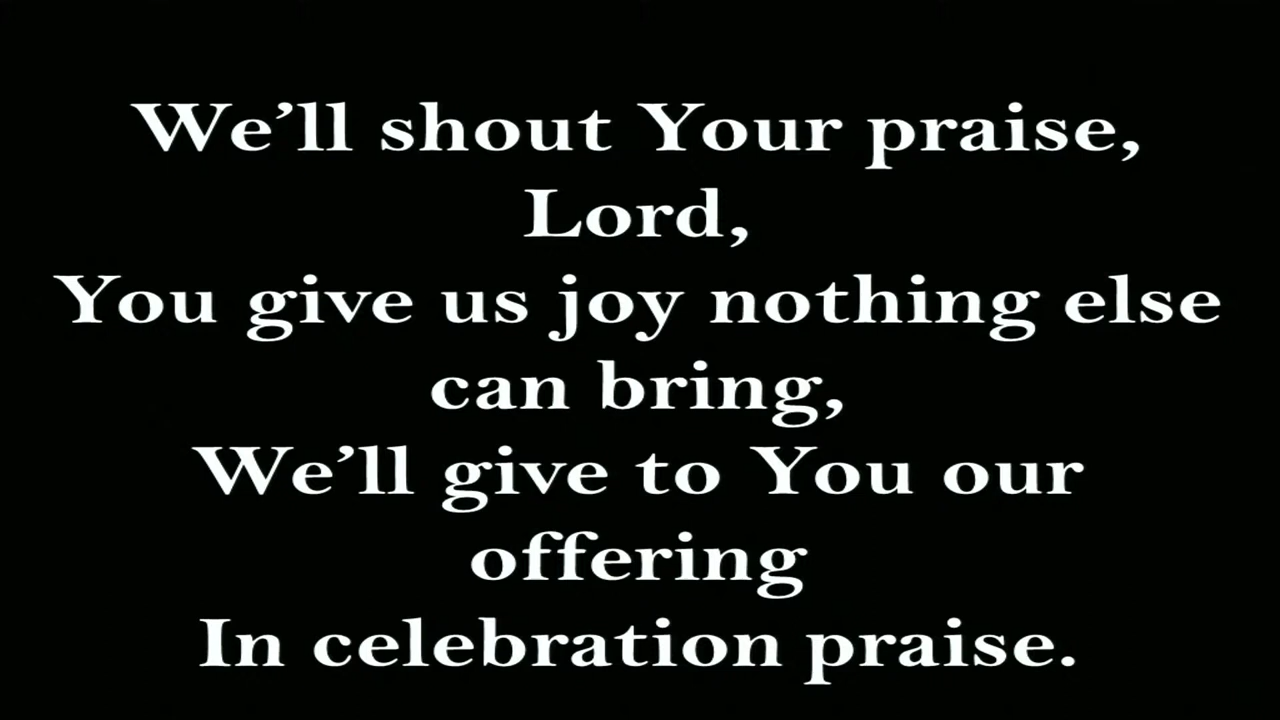 We’ll shout Your praise,
Lord,
You give us joy nothing else
can bring,
We’ll give to You our
offering
In celebration praise.